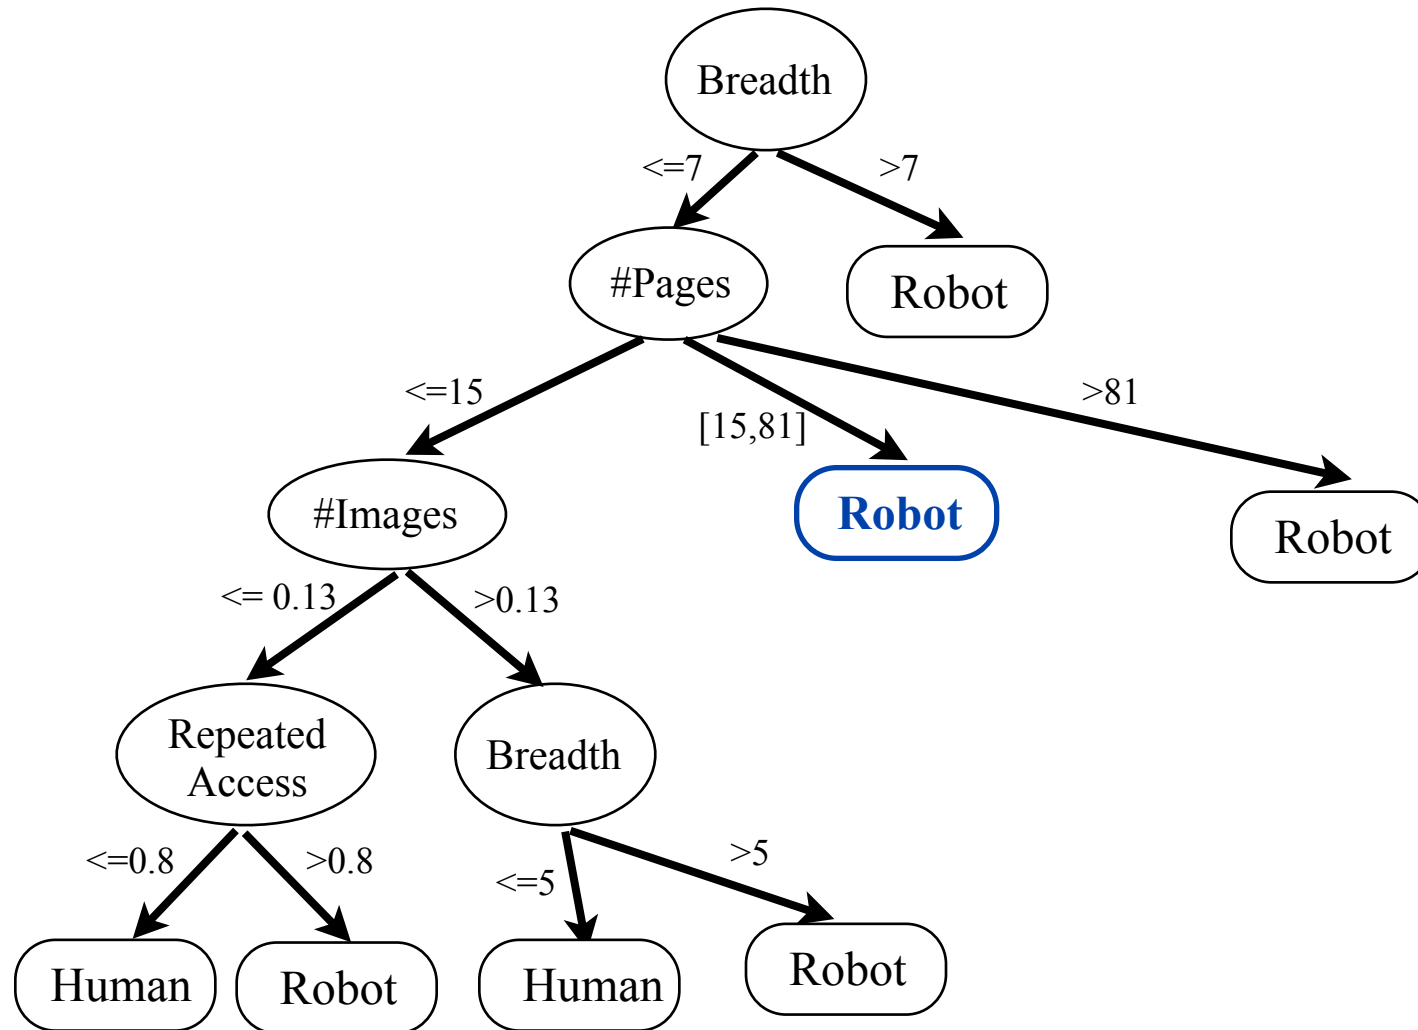 Breadth
<=7
>7
#Pages
Robot
<=15
[15,81]
>81
#Images
Robot
Robot
<= 0.13
>0.13
Repeated
Access
Breadth
<=0.8
>0.8
<=5
>5
Human
Robot
Human
Robot